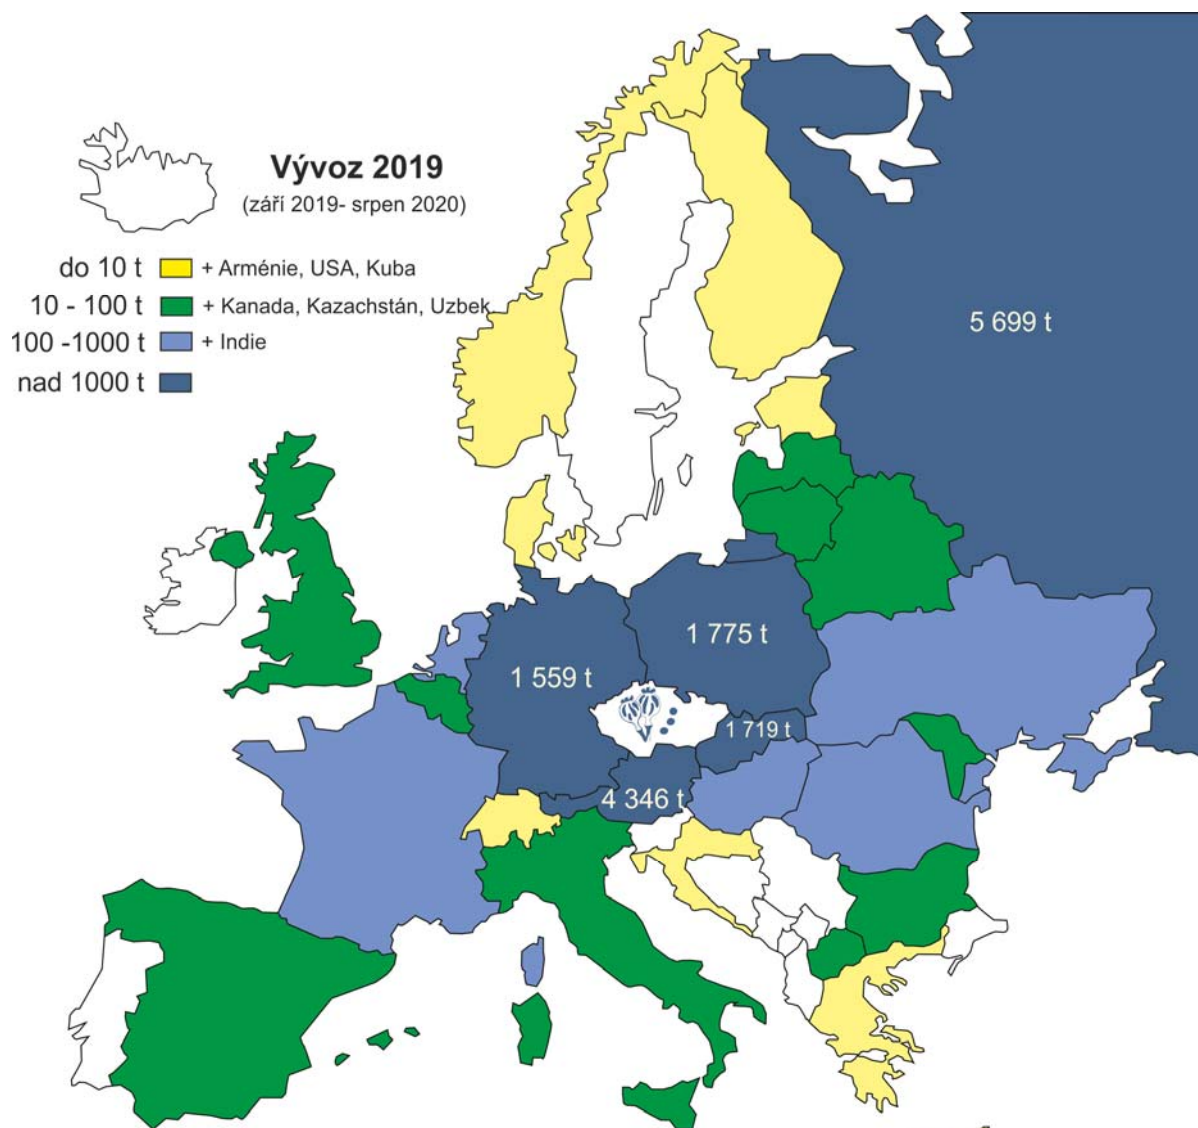 Vývoz 2019
(září 2019- srpen 2020)
do 10 t + Arménie, USA, Kuba
10 - 100 t + Kanada, Kazachstán, Uzbek.
100 -1000 t + Indie
nad 1000 t
5 699 t
1 775 t
1 559 t
1 719 t
4 346 t